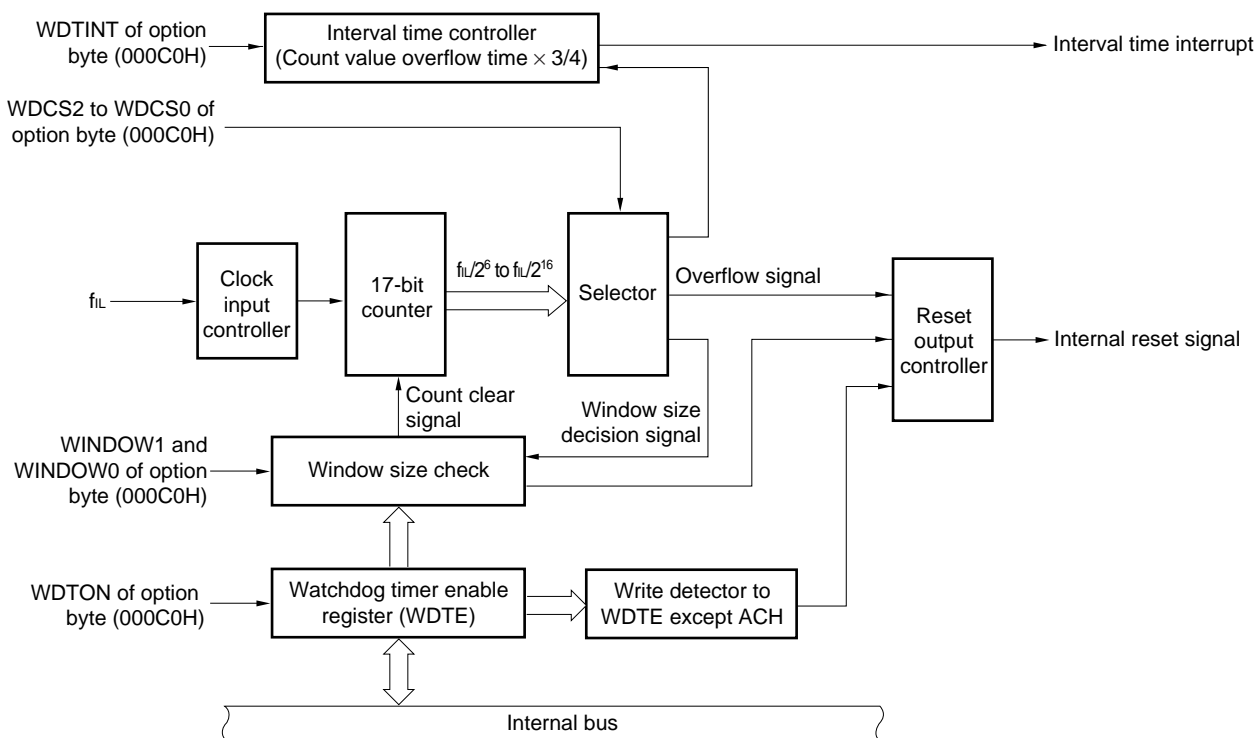 WDTINT of option
byte (000C0H)
Interval time controller
(Count value overflow time × 3/4)
Interval time interrupt
WDCS2 to WDCS0 of
option byte (000C0H)
fIL
Clock
input
controller
17-bit
counter
fIL/2^6 to fIL/2^16
Selector
Overflow signal
Reset
output
controller
Internal reset signal
Count clear
signal
Window size
decision signal
WINDOW1 and
WINDOW0 of option
byte (000C0H)
Window size check
WDTON of option
byte (000C0H)
Watchdog timer enable
register (WDTE)
Write detector to
WDTE except ACH
Internal bus